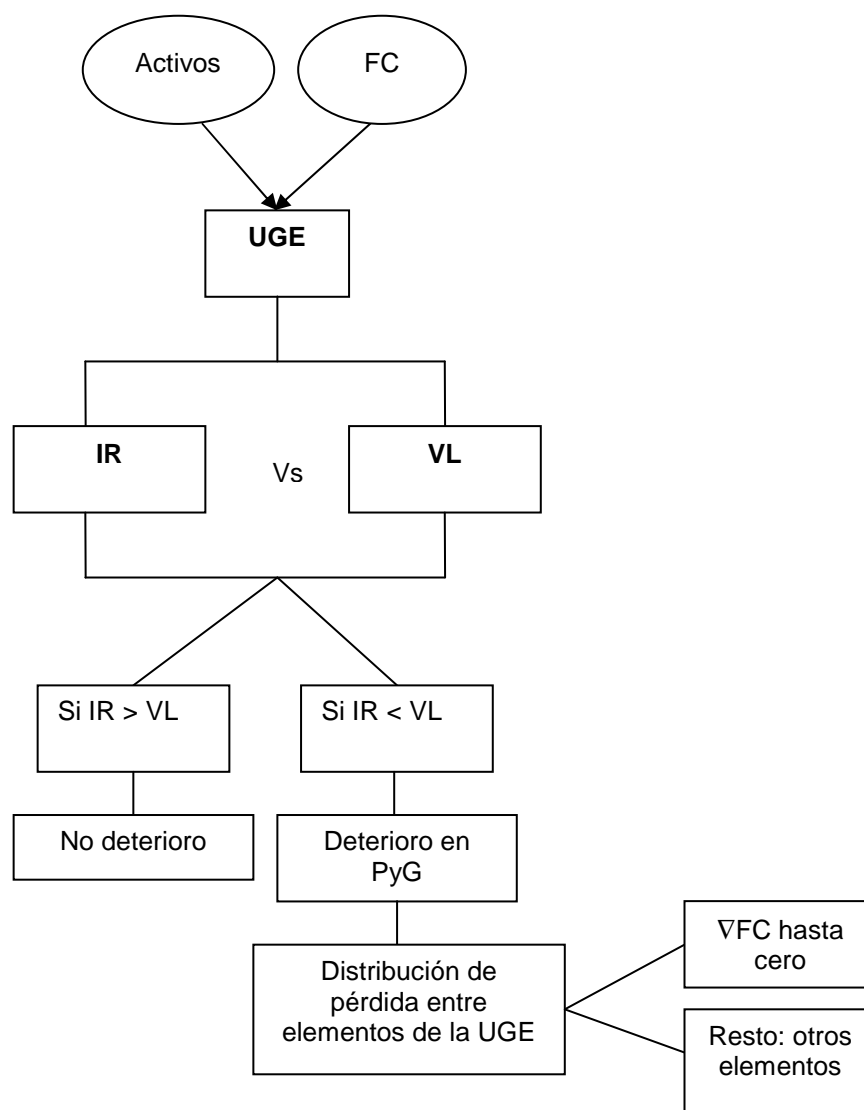 Activos
FC
UGE
IR
Vs
VL
Si IR > VL
Si IR < VL
No deterioro
Deterioro en
PyG
Distribución de
pérdida entre
elementos de la UGE
∇FC hasta
cero
Resto: otros
elementos